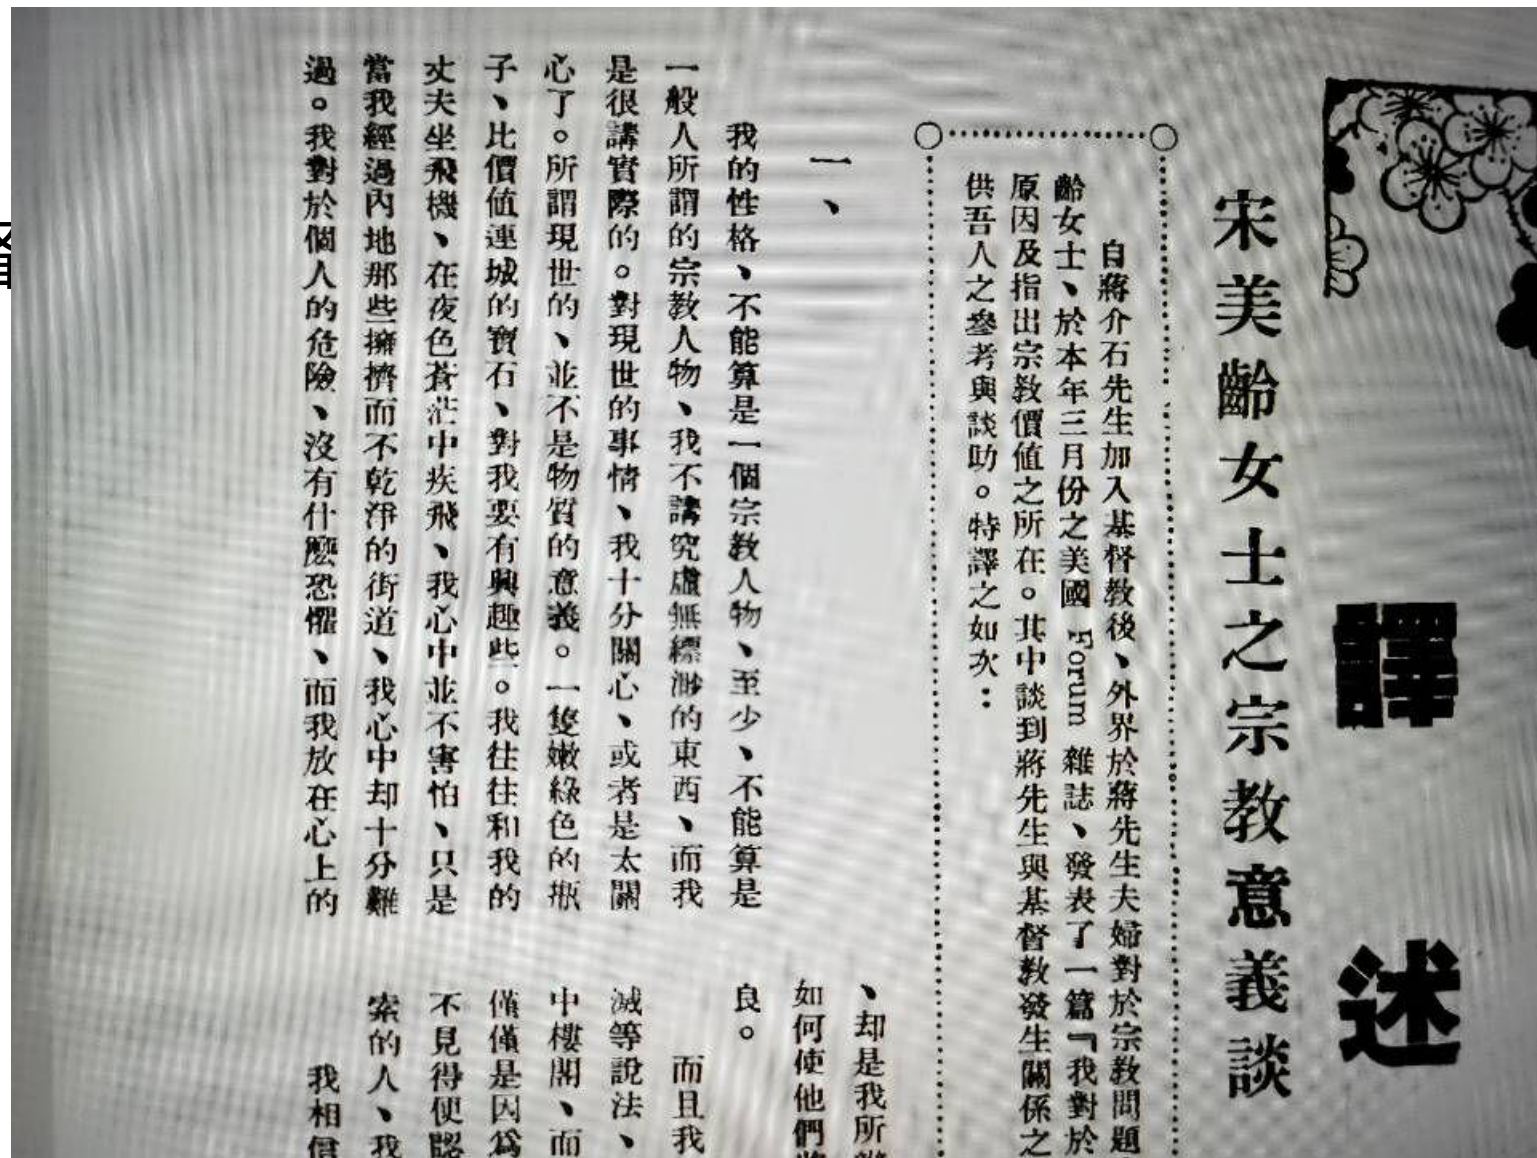 譯述
宋美齡女士之宗教意義談
自蔣介石先生加入基督教後、外界於蔣先生夫婦對於宗教問題
齡女士、於本年三月份之美國 Forum 雜誌、發表了一篇『我對於
原因及指出宗教價值之所在。其中談到蔣先生與基督教發生關係之
供吾人之參考與談助。特譯之如次：
一、
我的性格、不能算是一個宗教人物、至少、不能算是
一般人所謂的宗教人物、我不講究虛無縹渺的東西、而我
是很講實際的。對現世的事情、我十分關心、或者是太關
心了。所謂現世的、並不是物質的意義。一隻嫩綠色的瓶
子、比價值連城的寶石、對我要有興趣些。我往往和我的
丈夫坐飛機、在夜色蒼茫中疾飛、我心中並不害怕、只是
當我經過內地那些擁擠而不乾淨的街道、我心中却十分難
過。我對於個人的危險、沒有什麼恐懼、而我放在心上的
、却是我所
如何使他們
良。
而且我
滅等說法、
中樓閣、而
僅僅是因爲
不見得便認
索的人、我
我相信